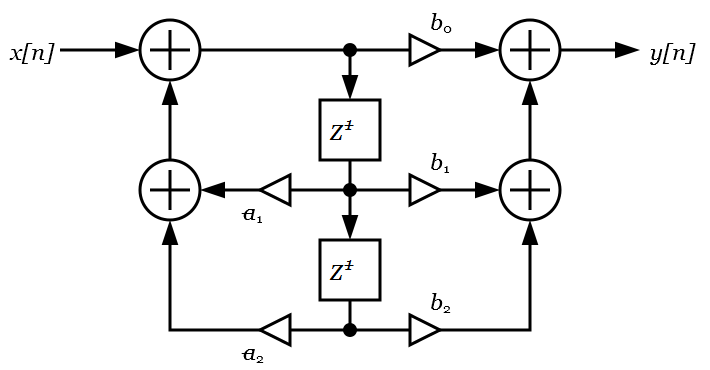 b₀
x[n] y[n]
z⁻¹
b₁
-a₁
z⁻¹
b₂
-a₂